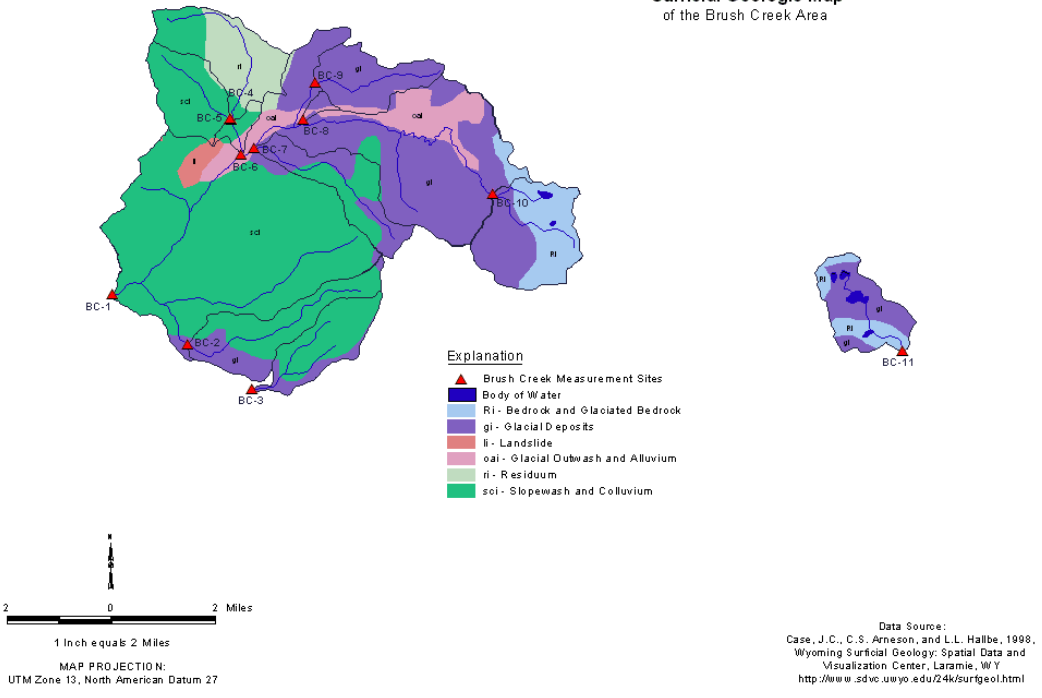 Surficial Geologic Map
of the Brush Creek Area
ri
BC-9
gi
BC-4
sci
BC-5
oai
oai
BC-8
BC-7
li
BC-6
gi
BC-10
sci
Ri
Ri
BC-1
gi
BC-2
Ri
gi
gi
BC-11
BC-3
Explanation
Brush Creek Measurement Sites
Body of Water
Ri - Bedrock and Glaciated Bedrock
gi - Glacial Deposits
li - Landslide
oai - Glacial Outwash and Alluvium
ri - Residuum
sci - Slopewash and Colluvium
2 0 2 Miles
1 Inch equals 2 Miles
MAP PROJECTION:
UTM Zone 13, North American Datum 27
Data Source:
Case, J.C., C.S. Arneson, and L.L. Hallbe, 1998,
Wyoming Surficial Geology: Spatial Data and
Visualization Center, Laramie, WY
http://www.sdvc.uwyo.edu/24k/surfgeol.html